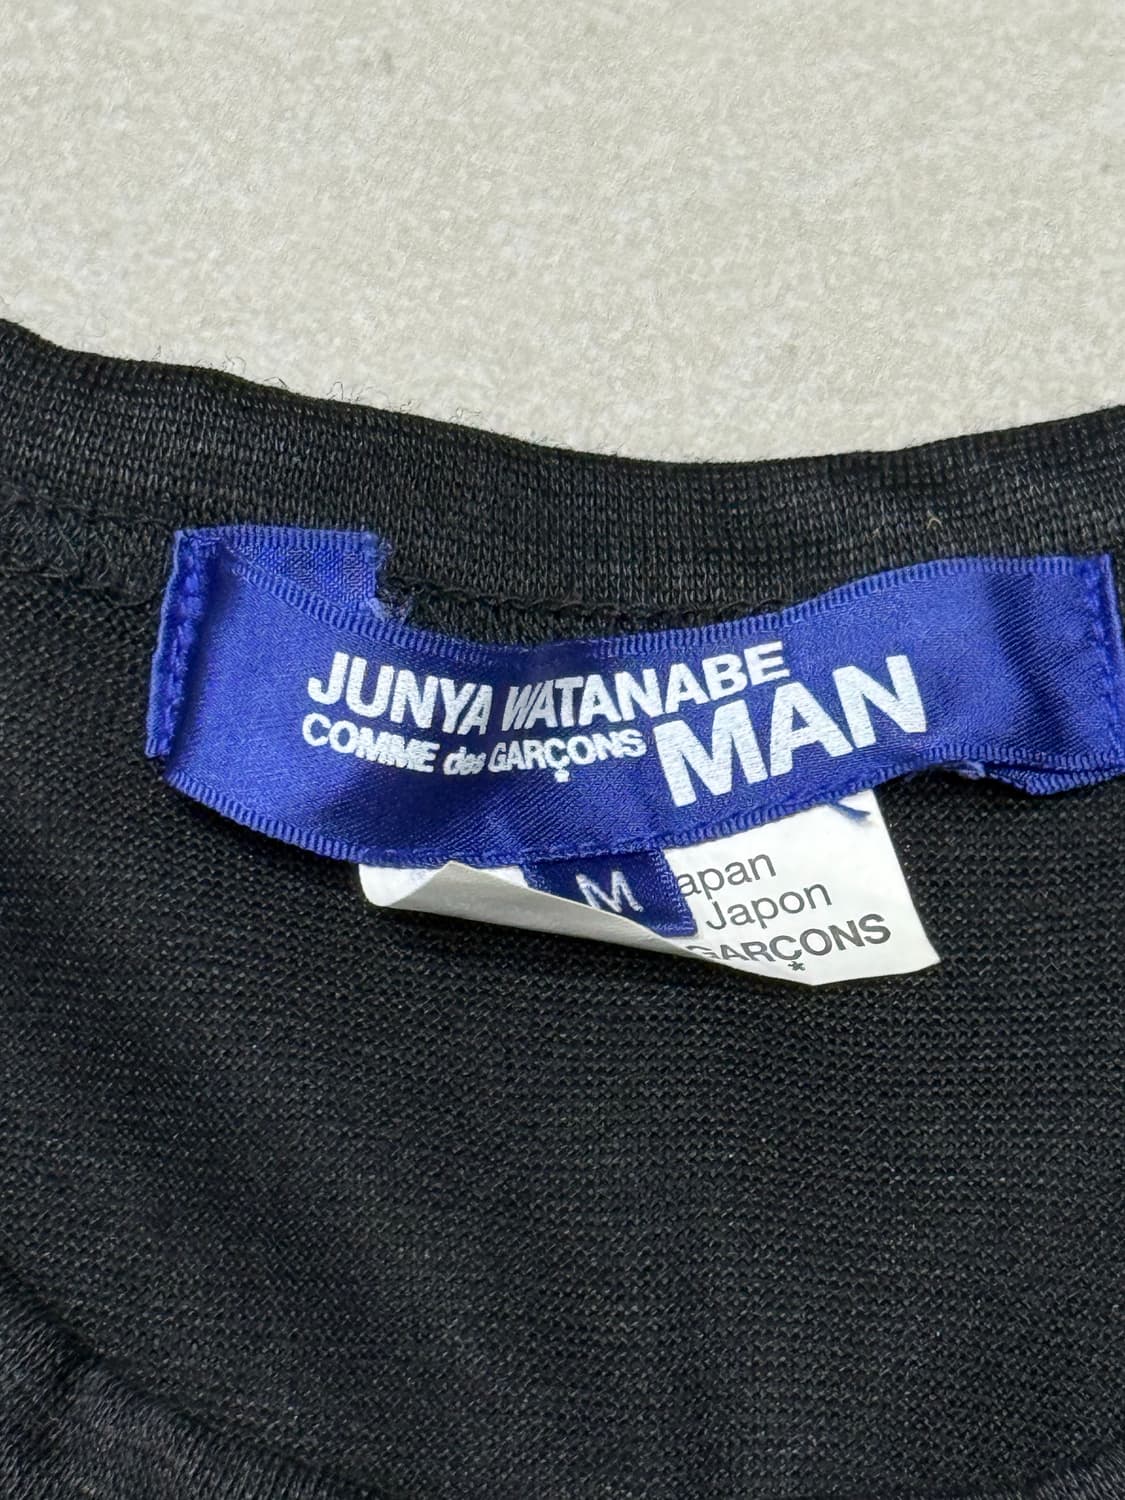 JUNYA WATANABE
COMME des GARÇONS MAN
M
apan
Japon
GARÇONS